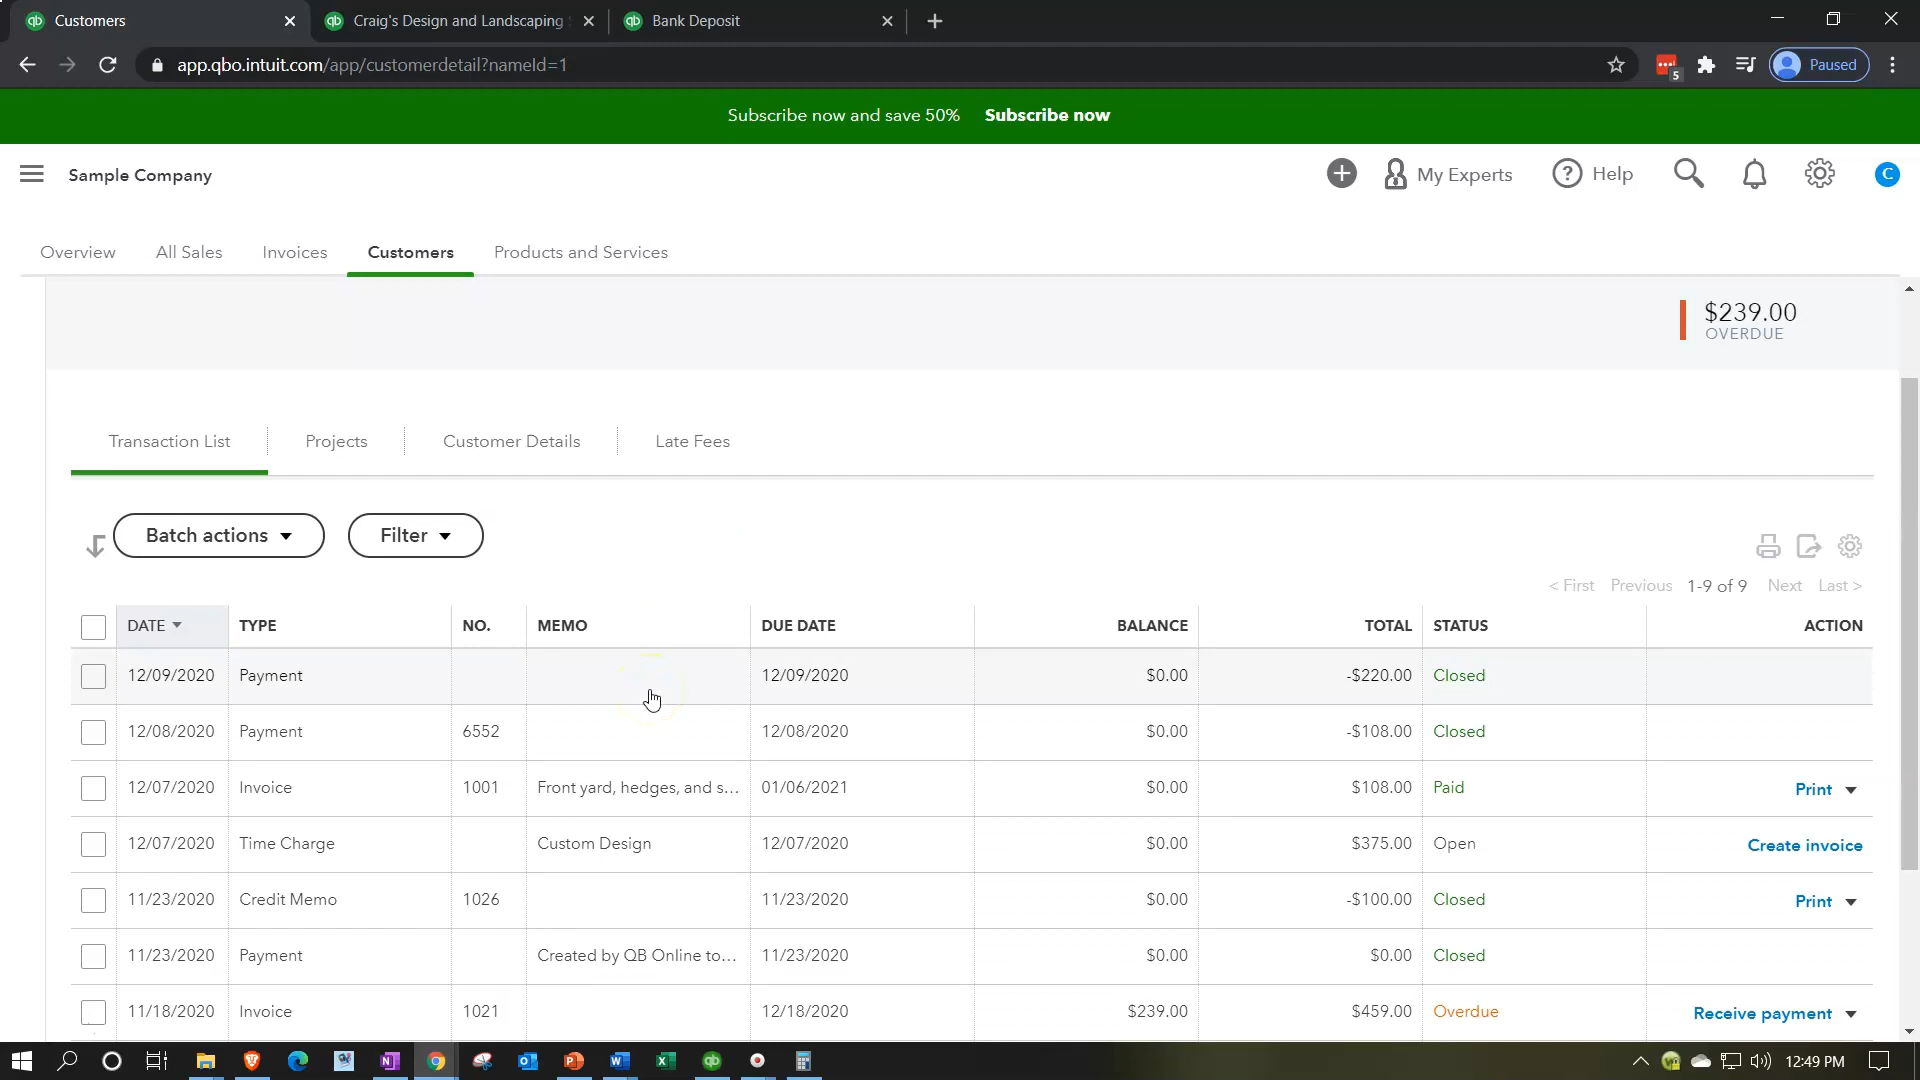 Customers
Craig's Design and Landscaping
Bank Deposit
app.qbo.intuit.com/app/customerdetail?nameId=1
5
Paused
Subscribe now and save 50% Subscribe now
Sample Company
My Experts
Help
C
Overview
All Sales
Invoices
Customers
Products and Services
$239.00
OVERDUE
Transaction List
Projects
Customer Details
Late Fees
Batch actions
Filter
< First Previous 1-9 of 9 Next Last >
DATE TYPE NO. MEMO DUE DATE BALANCE TOTAL STATUS ACTION
12/09/2020 Payment 12/09/2020 $0.00 -$220.00 Closed
12/08/2020 Payment 6552 12/08/2020 $0.00 -$108.00 Closed
12/07/2020 Invoice 1001 Front yard, hedges, and s... 01/06/2021 $0.00 $108.00 Paid Print
12/07/2020 Time Charge Custom Design 12/07/2020 $0.00 $375.00 Open Create invoice
11/23/2020 Credit Memo 1026 11/23/2020 $0.00 -$100.00 Closed Print
11/23/2020 Payment Created by QB Online to... 11/23/2020 $0.00 $0.00 Closed
11/18/2020 Invoice 1021 12/18/2020 $239.00 $459.00 Overdue Receive payment
12:49 PM